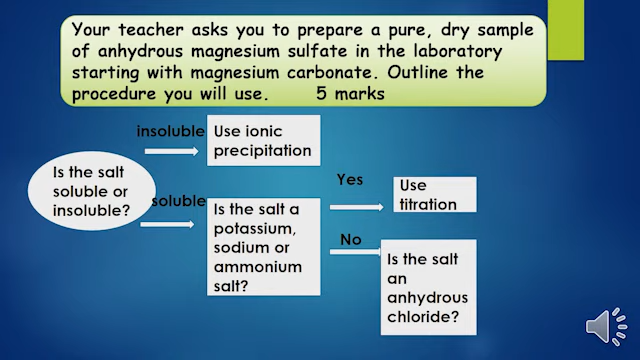 Your teacher asks you to prepare a pure, dry sample
of anhydrous magnesium sulfate in the laboratory
starting with magnesium carbonate. Outline the
procedure you will use. 5 marks
insoluble
Use ionic
precipitation
Is the salt
soluble or
insoluble?
soluble
Is the salt a
potassium,
sodium or
ammonium
salt?
Yes
Use
titration
No
Is the salt
an
anhydrous
chloride?